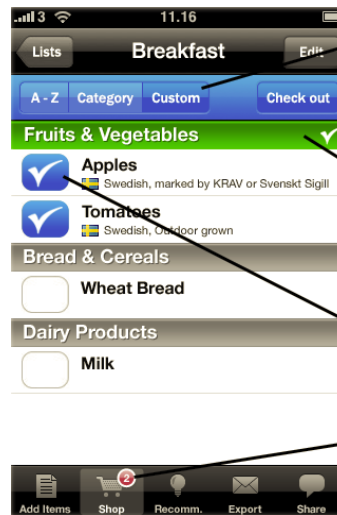 3 11.16
Lists Breakfast Edit
A - Z Category Custom Check out
Fruits & Vegetables
Apples
Swedish, marked by KRAV or Svenskt Sigill
Tomatoes
Swedish, Outdoor grown
Bread & Cereals
Wheat Bread
Dairy Products
Milk
2
Add Items Shop Recomm. Export Share